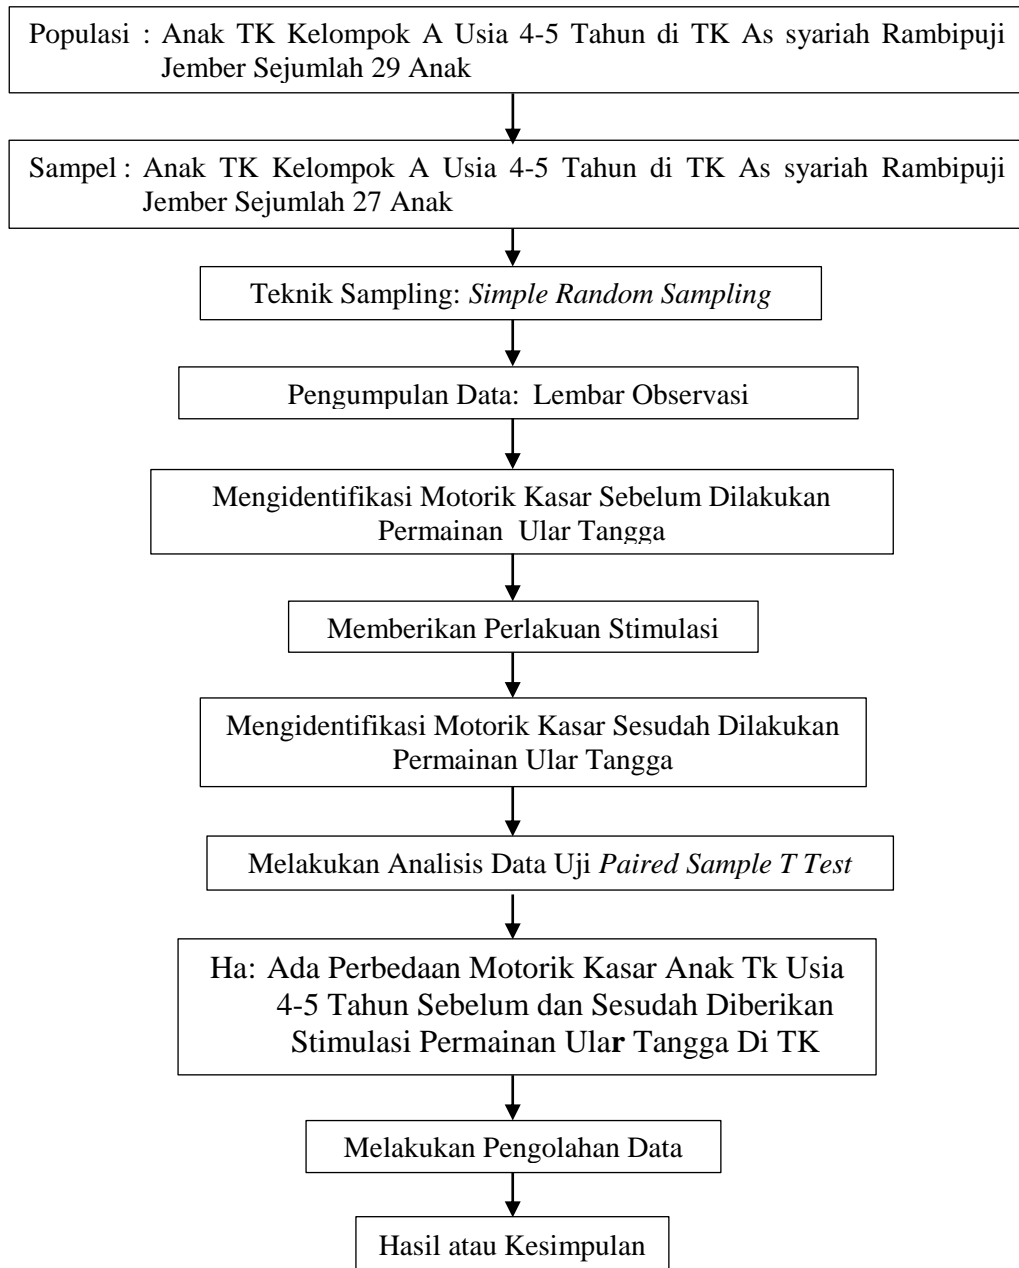 Populasi : Anak TK Kelompok A Usia 4-5 Tahun di TK As syariah Rambipuji
Jember Sejumlah 29 Anak
Sampel : Anak TK Kelompok A Usia 4-5 Tahun di TK As syariah Rambipuji
Jember Sejumlah 27 Anak
Teknik Sampling: Simple Random Sampling
Pengumpulan Data: Lembar Observasi
Mengidentifikasi Motorik Kasar Sebelum Dilakukan
Permainan Ular Tangga
Memberikan Perlakuan Stimulasi
Mengidentifikasi Motorik Kasar Sesudah Dilakukan
Permainan Ular Tangga
Melakukan Analisis Data Uji Paired Sample T Test
Ha: Ada Perbedaan Motorik Kasar Anak Tk Usia
4-5 Tahun Sebelum dan Sesudah Diberikan
Stimulasi Permainan Ular Tangga Di TK
Melakukan Pengolahan Data
Hasil atau Kesimpulan